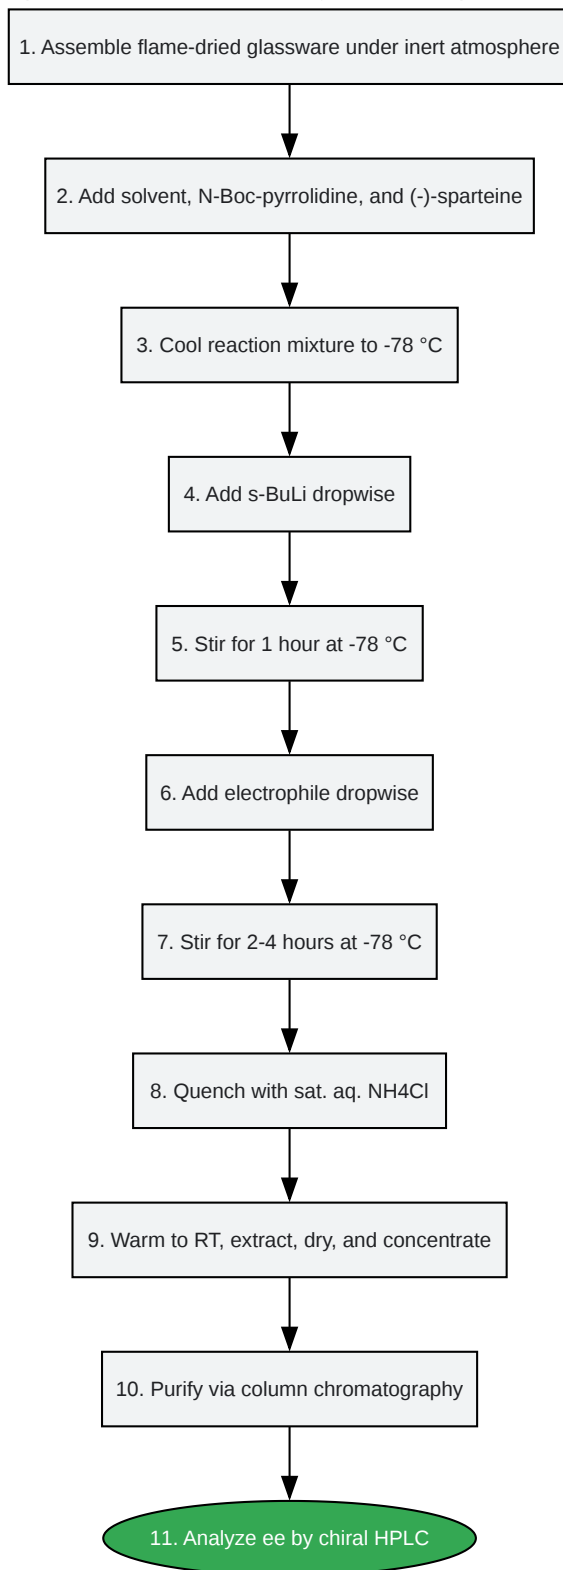 1. Assemble flame-dried glassware under inert atmosphere
2. Add solvent, N-Boc-pyrrolidine, and (-)-sparteine
3. Cool reaction mixture to -78 °C
4. Add s-BuLi dropwise
5. Stir for 1 hour at -78 °C
6. Add electrophile dropwise
7. Stir for 2-4 hours at -78 °C
8. Quench with sat. aq. NH4Cl
9. Warm to RT, extract, dry, and concentrate
10. Purify via column chromatography
11. Analyze ee by chiral HPLC